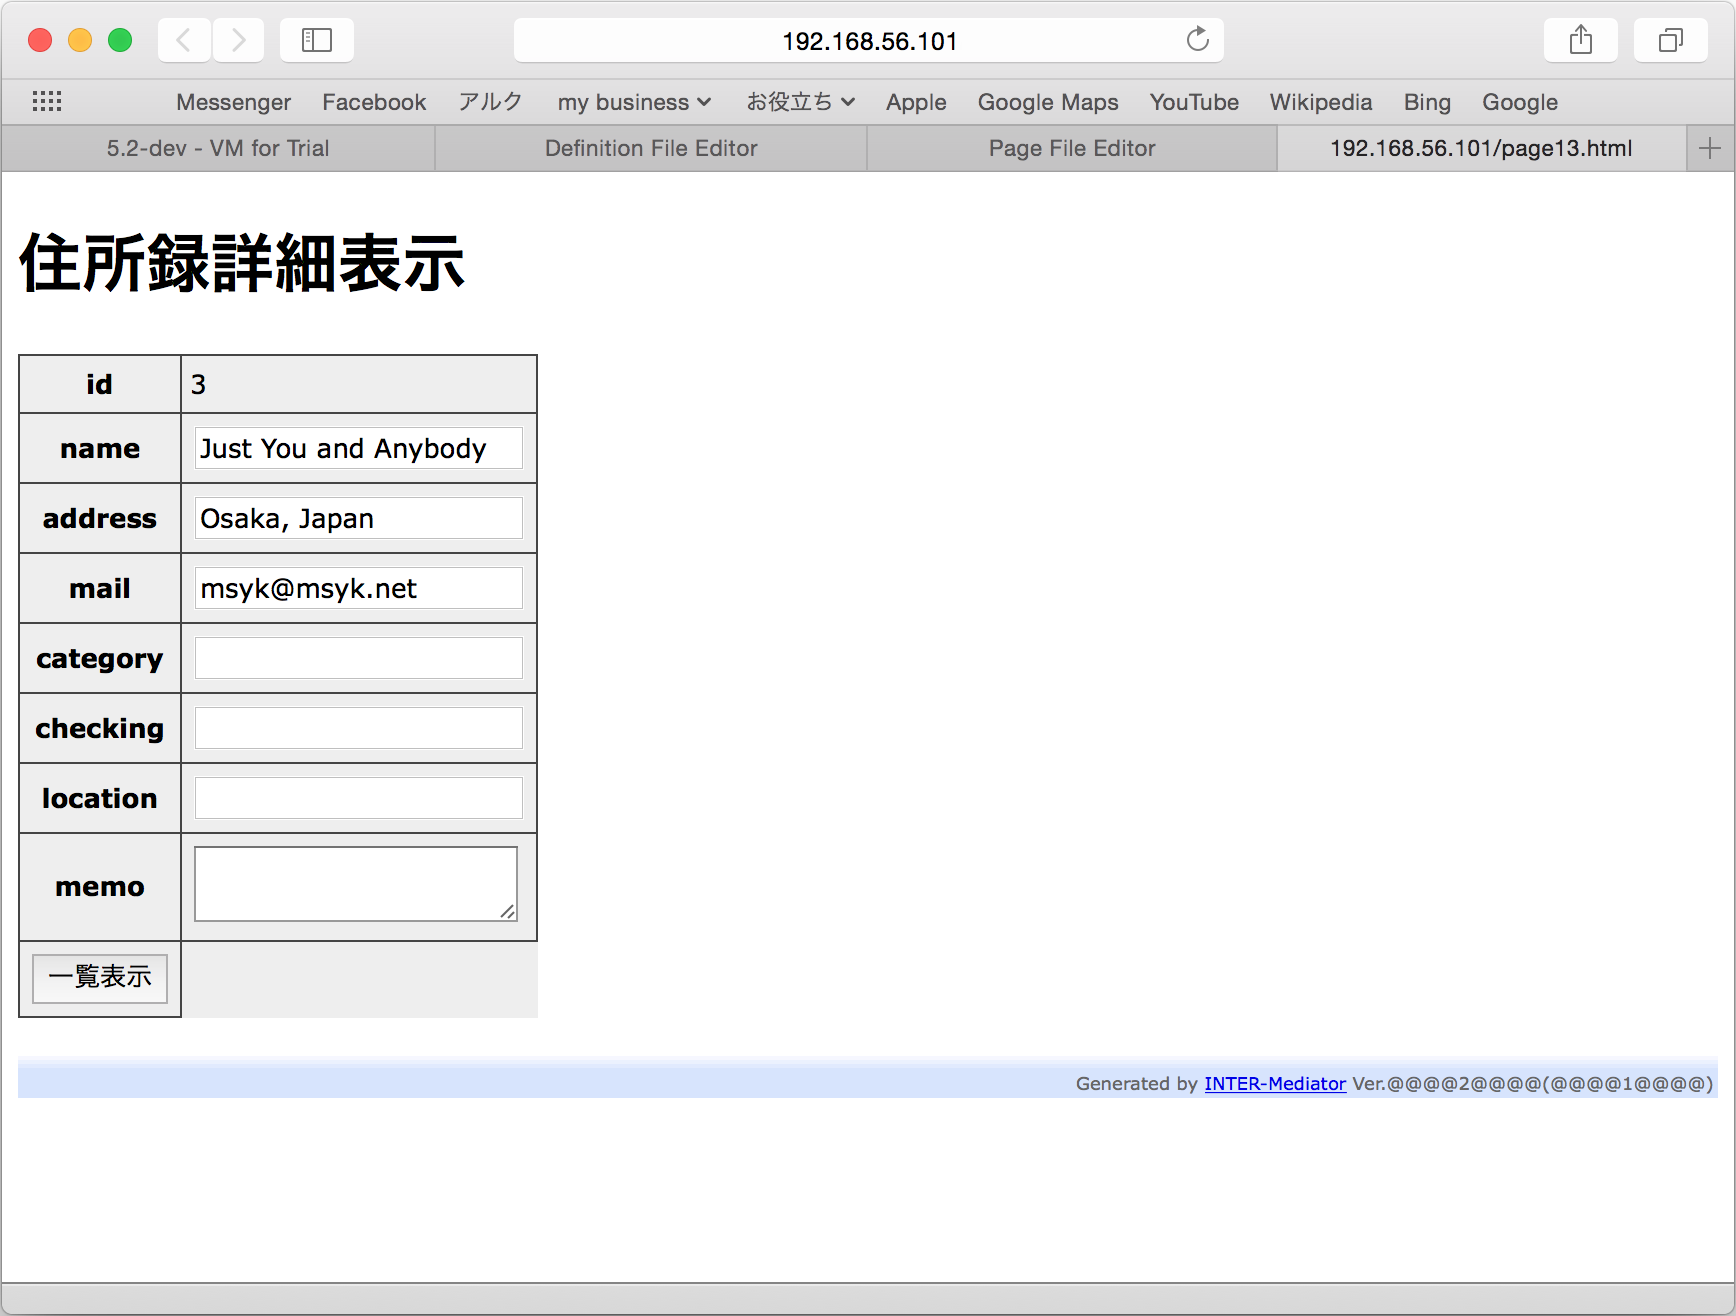 192.168.56.101
Messenger Facebook アルク my business お役立ち Apple Google Maps YouTube Wikipedia Bing Google
5.2-dev - VM for Trial Definition File Editor Page File Editor 192.168.56.101/page13.html
住所録詳細表示
id 3
name Just You and Anybody
address Osaka, Japan
mail msyk@msyk.net
category
checking
location
memo
一覧表示
Generated by INTER-Mediator Ver.@@@@2@@@@(@@@@1@@@@)